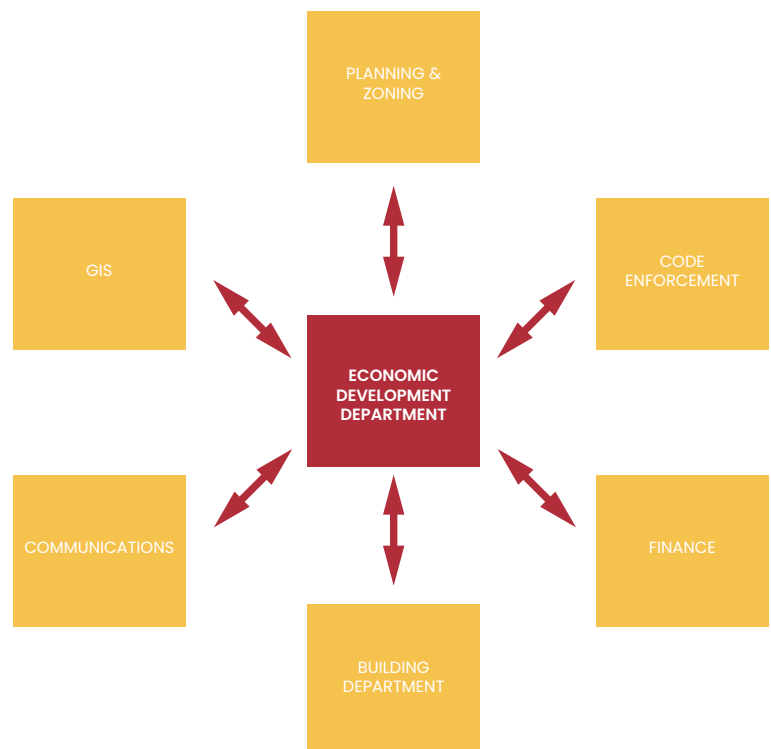 PLANNING &
ZONING
GIS
CODE
ENFORCEMENT
ECONOMIC
DEVELOPMENT
DEPARTMENT
COMMUNICATIONS
FINANCE
BUILDING
DEPARTMENT